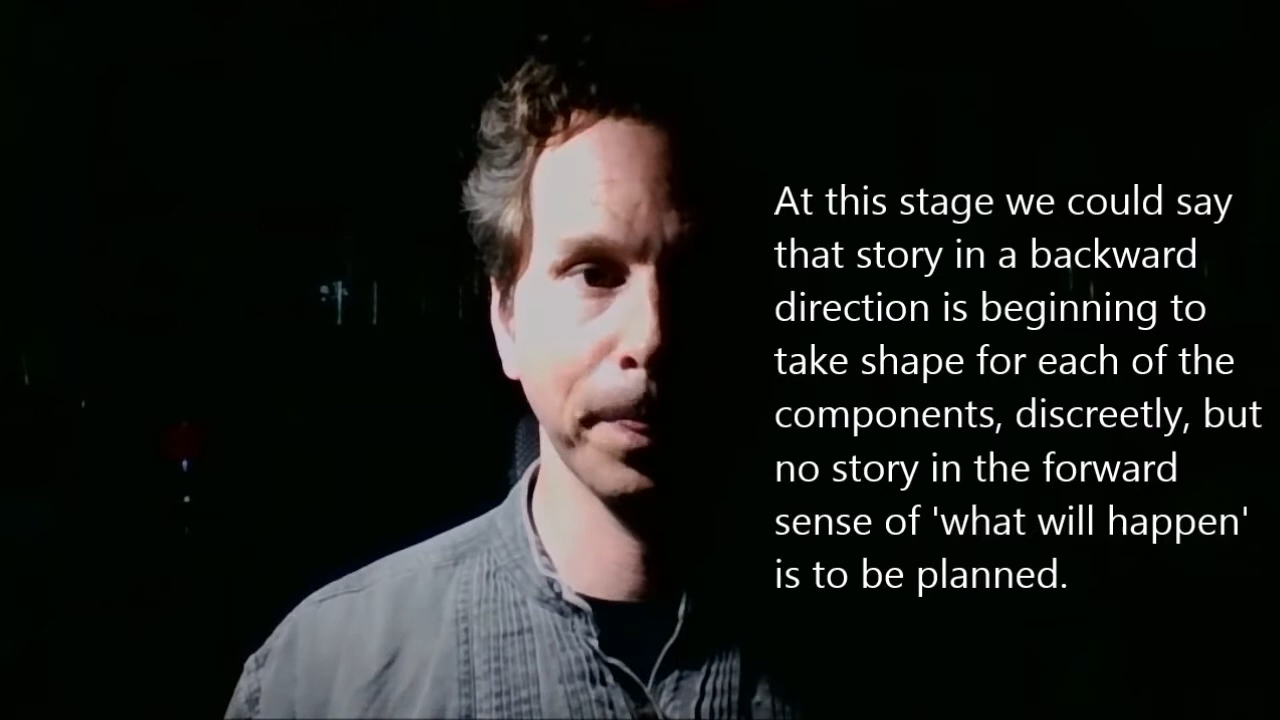 At this stage we could say
that story in a backward
direction is beginning to
take shape for each of the
components, discreetly, but
no story in the forward
sense of 'what will happen'
is to be planned.